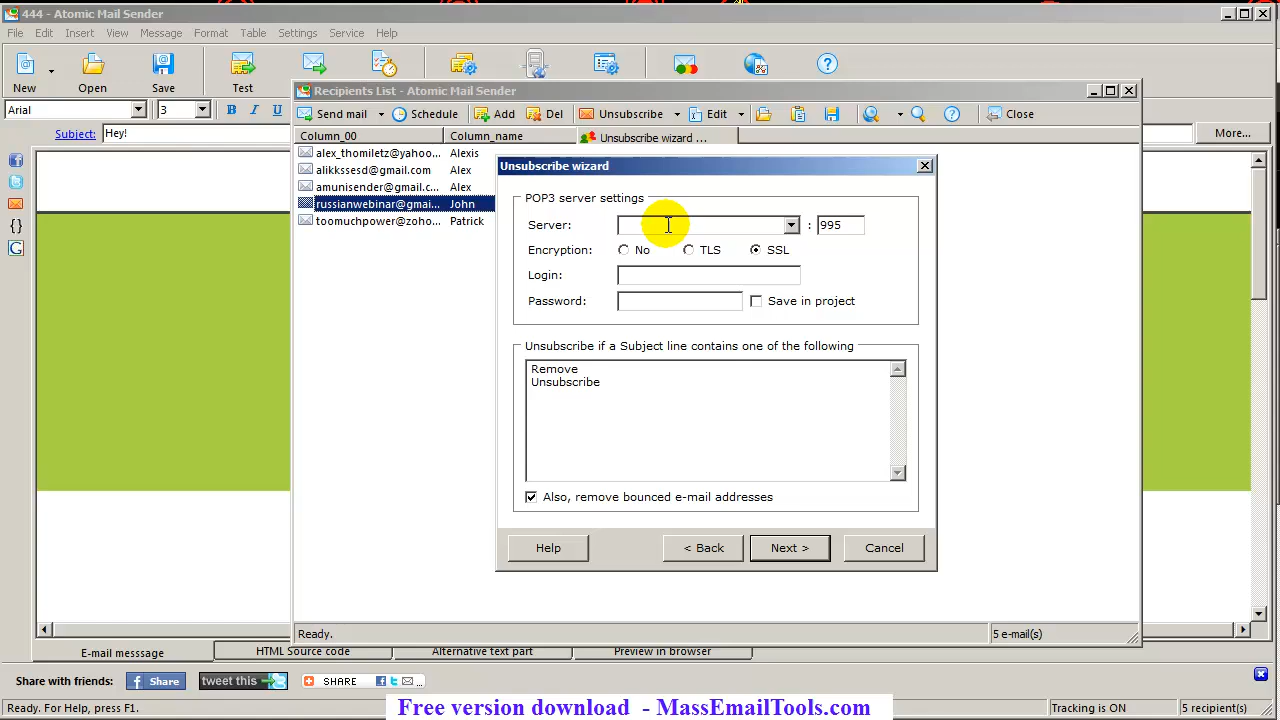 444 - Atomic Mail Sender
File Edit Insert View Message Format Table Settings Service Help
New Open Save Test
Arial 3 B I U
Subject: Hey! More...
Recipients List - Atomic Mail Sender
Send mail Schedule Add Del Unsubscribe Edit Close
Column_00 Column_name Unsubscribe wizard ...
alex_thomiletz@yahoo... Alexis
alikkssesd@gmail.com Alex
amunisender@gmail.c... Alex
russianwebinar@gmai... John
toomuchpower@zoho... Patrick
Unsubscribe wizard
POP3 server settings
Server: : 995
Encryption: No TLS SSL
Login:
Password: Save in project
Unsubscribe if a Subject line contains one of the following
Remove
Unsubscribe
Also, remove bounced e-mail addresses
Help < Back Next > Cancel
Ready. 5 e-mail(s)
E-mail messsage HTML Source code Alternative text part Preview in browser
Share with friends: f Share tweet this SHARE
Ready. For Help, press F1. Tracking is ON 5 recipient(s)
Free version download - MassEmailTools.com